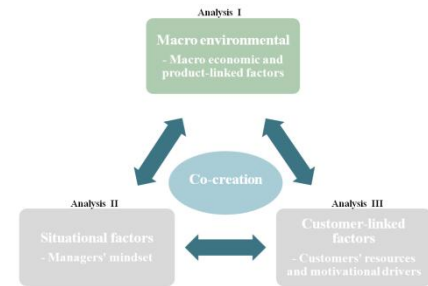 Analysis I
Macro environmental
- Macro economic and
product-linked factors
Co-creation
Analysis II
Situational factors
- Managers' mindset
Analysis III
Customer-linked
factors
- Customers' resources
and motivational drivers